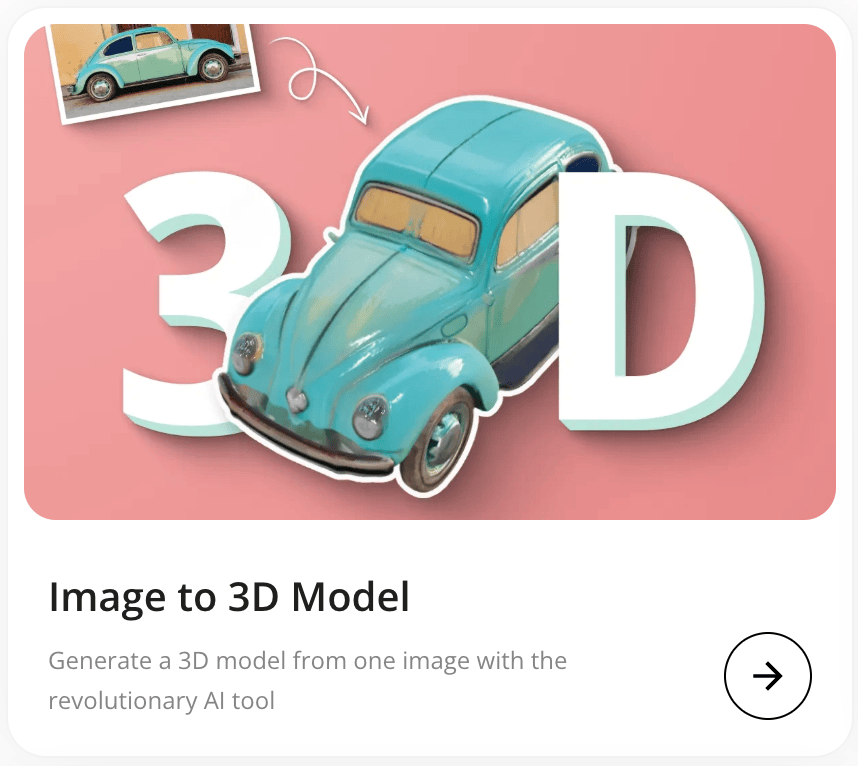 3D
Image to 3D Model
Generate a 3D model from one image with the
revolutionary AI tool